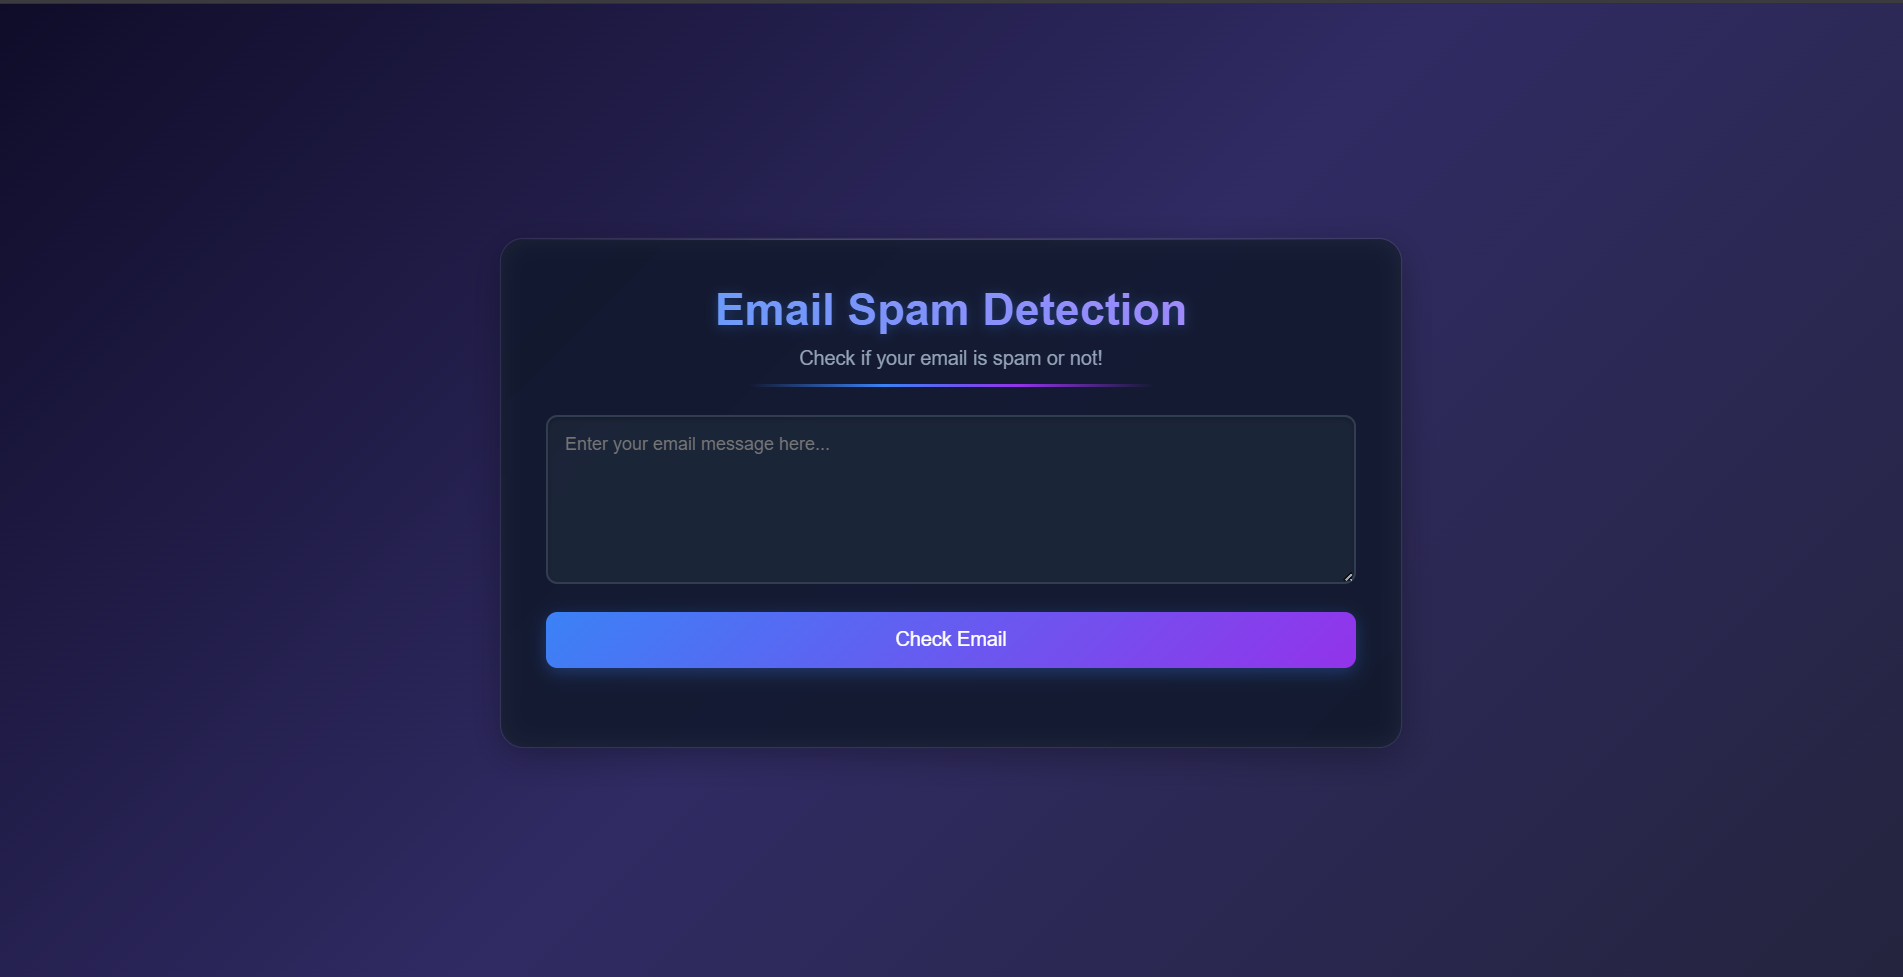 Email Spam Detection
Check if your email is spam or not!
Enter your email message here...
Check Email